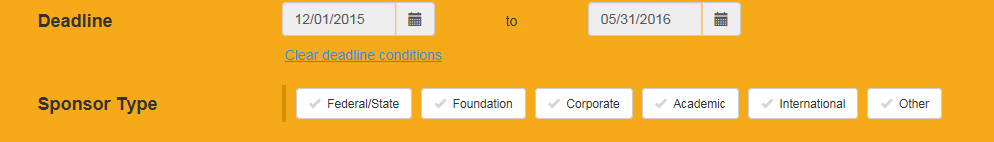 Deadline 12/01/2015 to 05/31/2016
Clear deadline conditions
Sponsor Type Federal/State Foundation Corporate Academic International Other